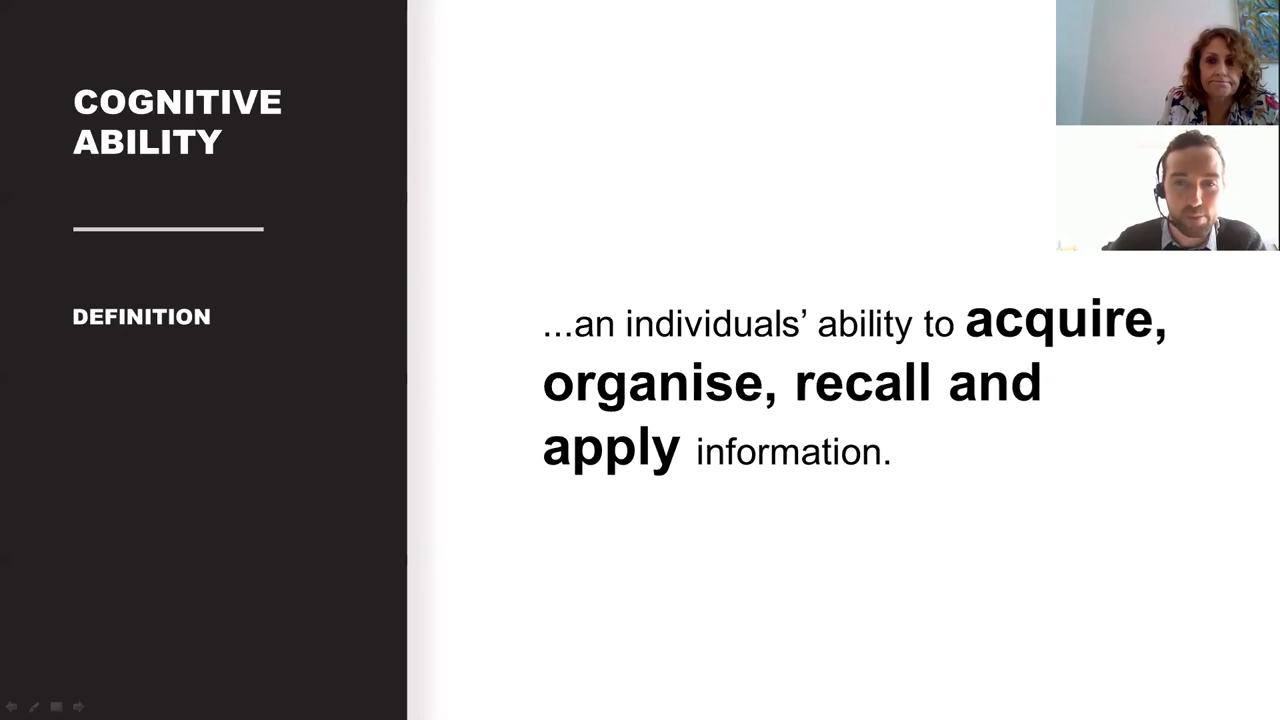 COGNITIVE
ABILITY
DEFINITION
...an individuals’ ability to acquire,
organise, recall and
apply information.